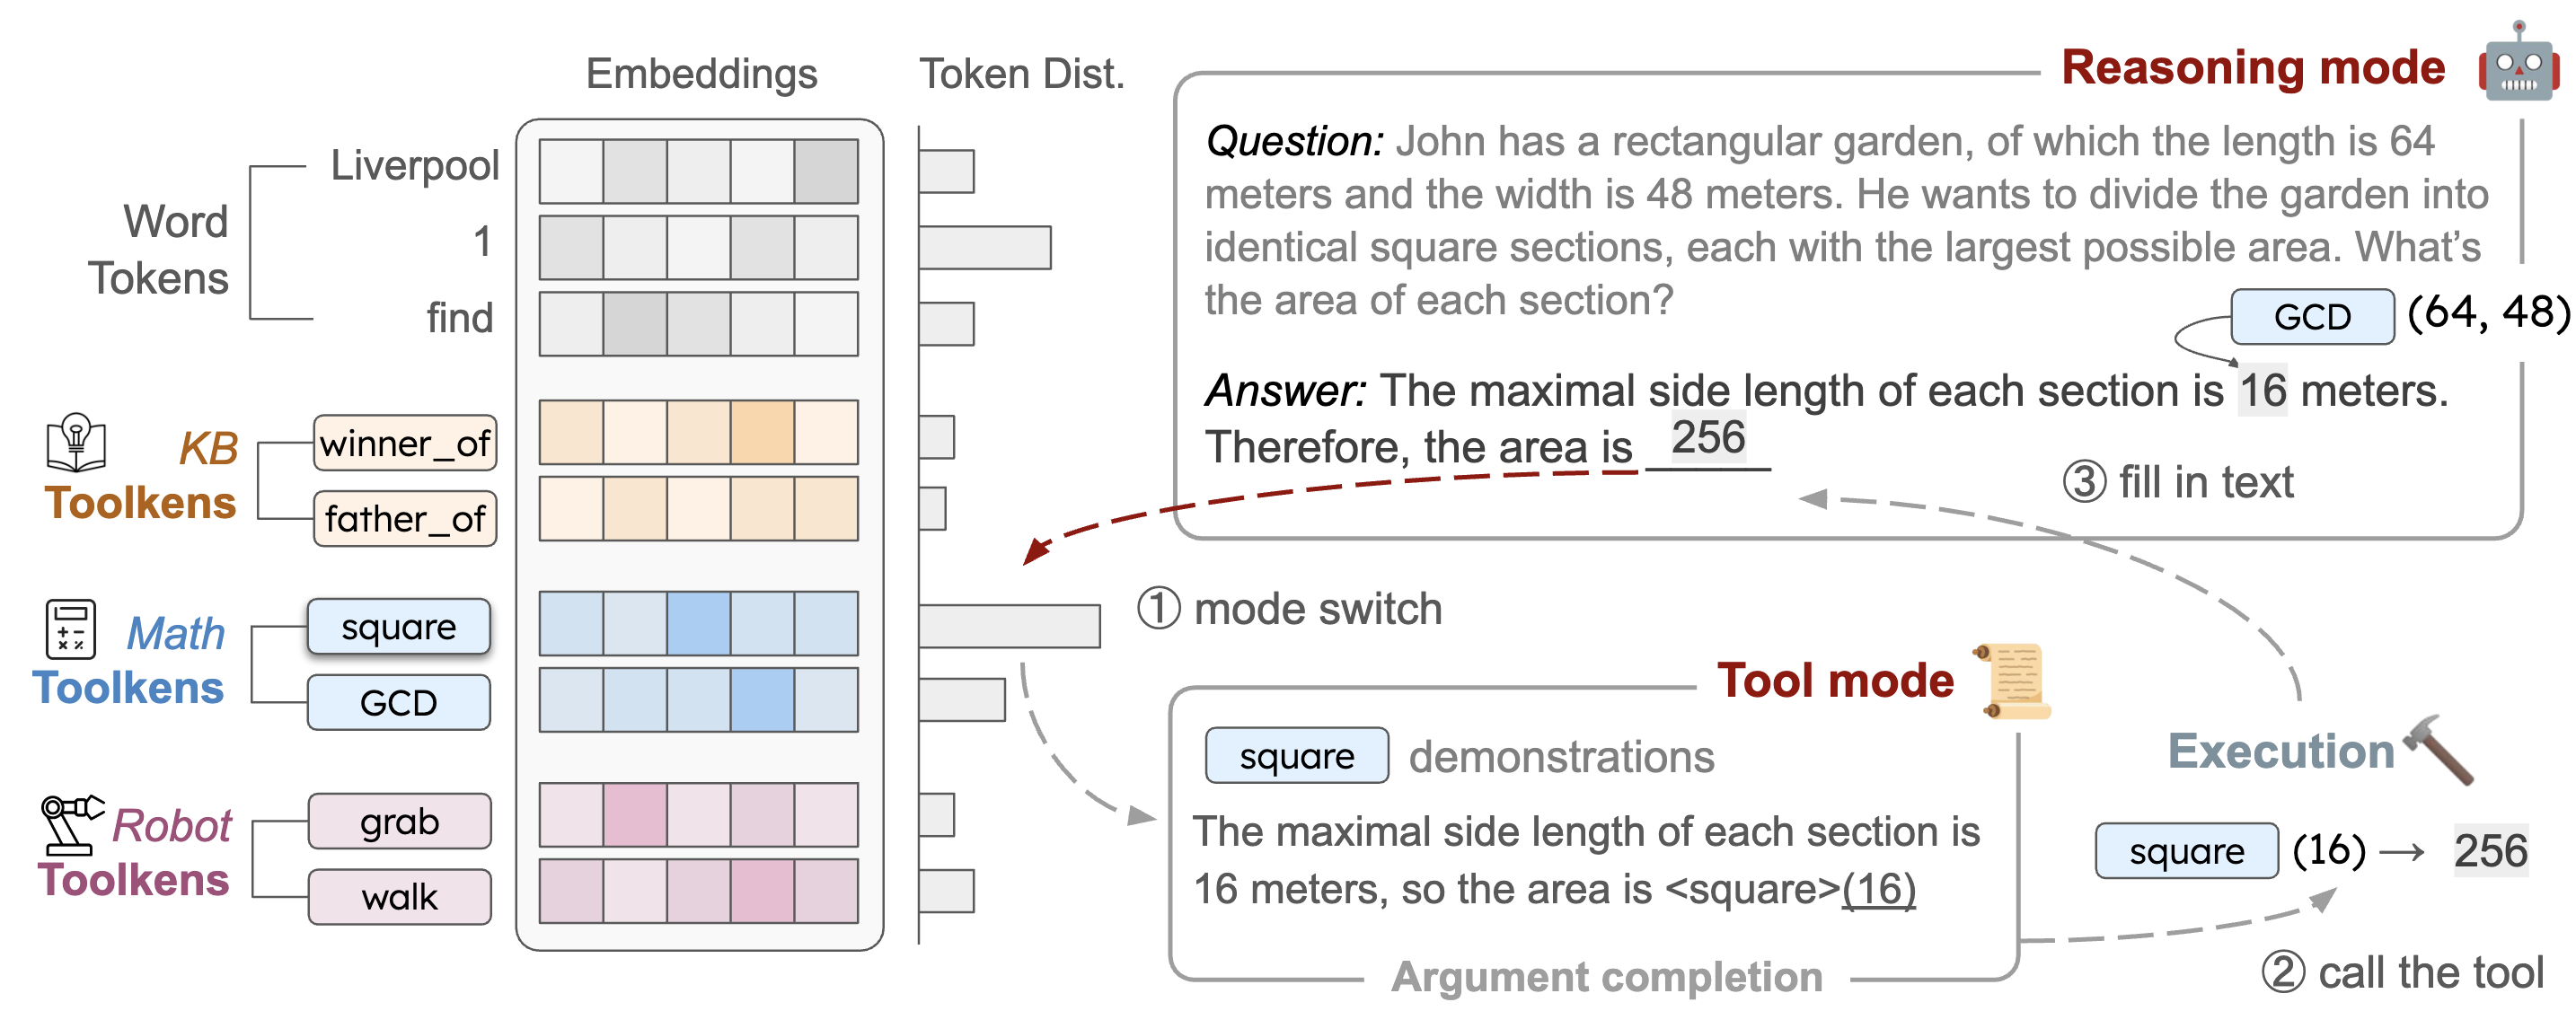 Embeddings
Token Dist.
Word
Tokens
Liverpool
1
find
KB
Toolkens
winner_of
father_of
Math
Toolkens
square
GCD
Robot
Toolkens
grab
walk
Reasoning mode
Question: John has a rectangular garden, of which the length is 64
meters and the width is 48 meters. He wants to divide the garden into
identical square sections, each with the largest possible area. What’s
the area of each section?
GCD (64, 48)
Answer: The maximal side length of each section is 16 meters.
Therefore, the area is 256
③ fill in text
① mode switch
Tool mode
square demonstrations
The maximal side length of each section is
16 meters, so the area is <square>(16)
Argument completion
Execution
square (16) → 256
② call the tool